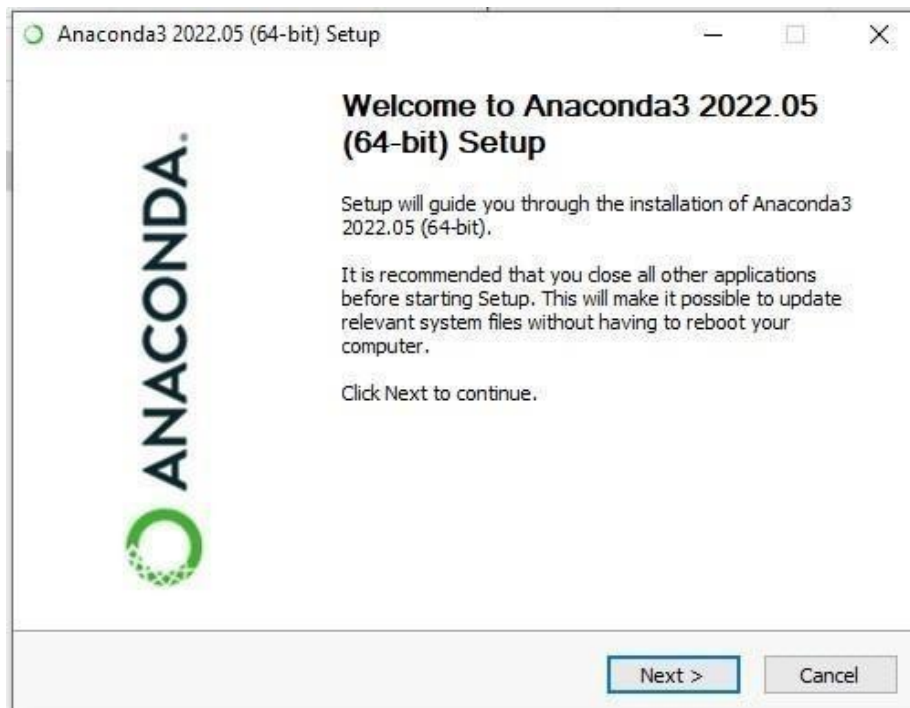 Anaconda3 2022.05 (64-bit) Setup
Welcome to Anaconda3 2022.05
(64-bit) Setup
ANACONDA.
Setup will guide you through the installation of Anaconda3
2022.05 (64-bit).
It is recommended that you close all other applications
before starting Setup. This will make it possible to update
relevant system files without having to reboot your
computer.
Click Next to continue.
Next >
Cancel